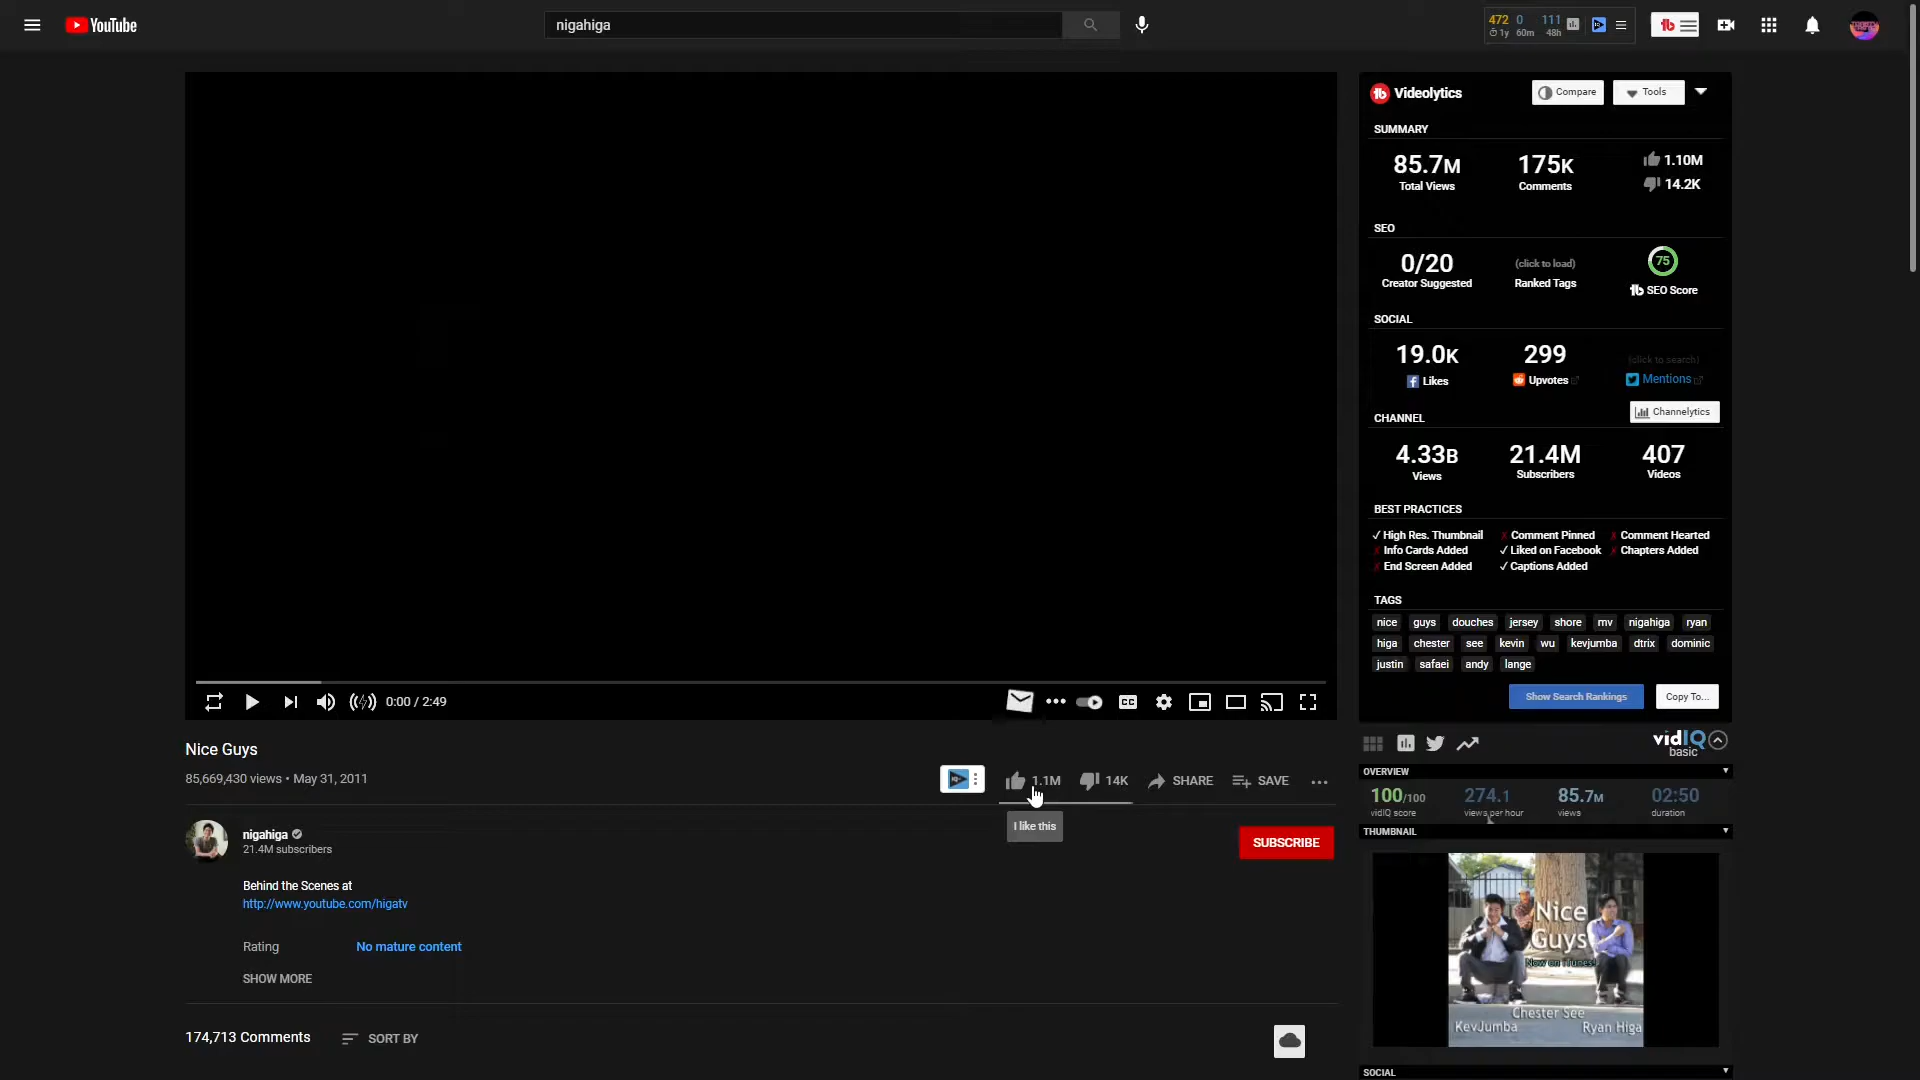 YouTube
nigahiga
472 0 111
1y 60m 48h
Videolytics
Compare
Tools
SUMMARY
85.7M 175K 1.10M
Total Views Comments 14.2K
SEO
0/20 (click to load) 75
Creator Suggested Ranked Tags SEO Score
SOCIAL
19.0K 299 (click to search)
Likes Upvotes Mentions
CHANNEL
Channelytics
4.33B 21.4M 407
Views Subscribers Videos
BEST PRACTICES
✓ High Res. Thumbnail ✗ Comment Pinned ✗ Comment Hearted
✗ Info Cards Added ✓ Liked on Facebook ✗ Chapters Added
✗ End Screen Added ✓ Captions Added
TAGS
nice guys douches jersey shore mv nigahiga ryan
higa chester see kevin wu kevjumba dtrix dominic
justin safaei andy lange
Show Search Rankings Copy To...
0:00 / 2:49
CC
Nice Guys
85,669,430 views • May 31, 2011
1.1M 14K SHARE SAVE
I like this
nigahiga
21.4M subscribers
SUBSCRIBE
Behind the Scenes at
http://www.youtube.com/higatv
Rating No mature content
SHOW MORE
174,713 Comments SORT BY
vidIQ
basic
OVERVIEW
100/100 274.1 85.7M 02:50
vidIQ score views per hour views duration
THUMBNAIL
Nice
Guys
Now on iTunes!
Chester See
KevJumba Ryan Higa
SOCIAL